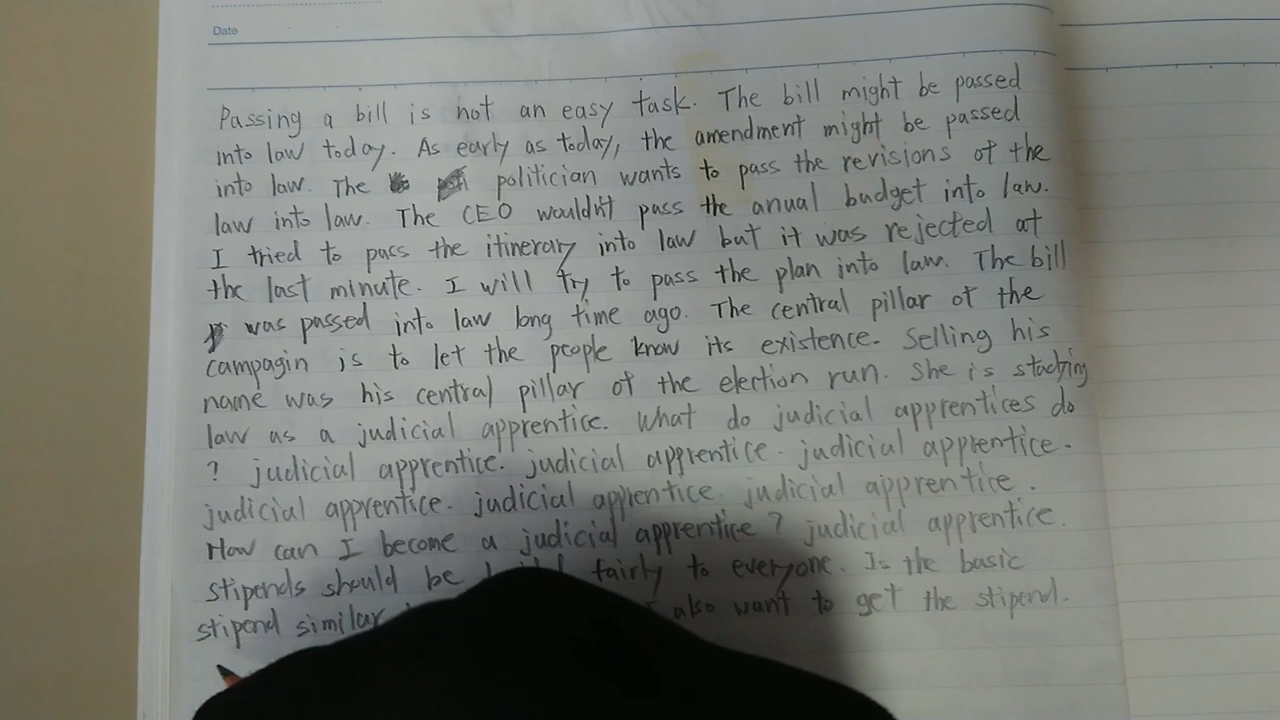 Date
Passing a bill is not an easy task. The bill might be passed
into law today. As early as today, the amendment might be passed
into law. The politician wants to pass the revisions of the
law into law. The CEO wouldn't pass the anual budget into law.
I tried to pass the itinerary into law but it was rejected at
the last minute. I will try to pass the plan into law. The bill
was passed into law long time ago. The central pillar of the
campagin is to let the people know its existence. Selling his
name was his central pillar of the election run. She is studying
law as a judicial apprentice. What do judicial apprentices do
? judicial apprentice. judicial apprentice. judicial apprentice.
judicial apprentice. judicial apprentice. judicial apprentice.
How can I become a judicial apprentice ? judicial apprentice.
stipends should be fairly to everyone. Is the basic
stipend similar also want to get the stipend.